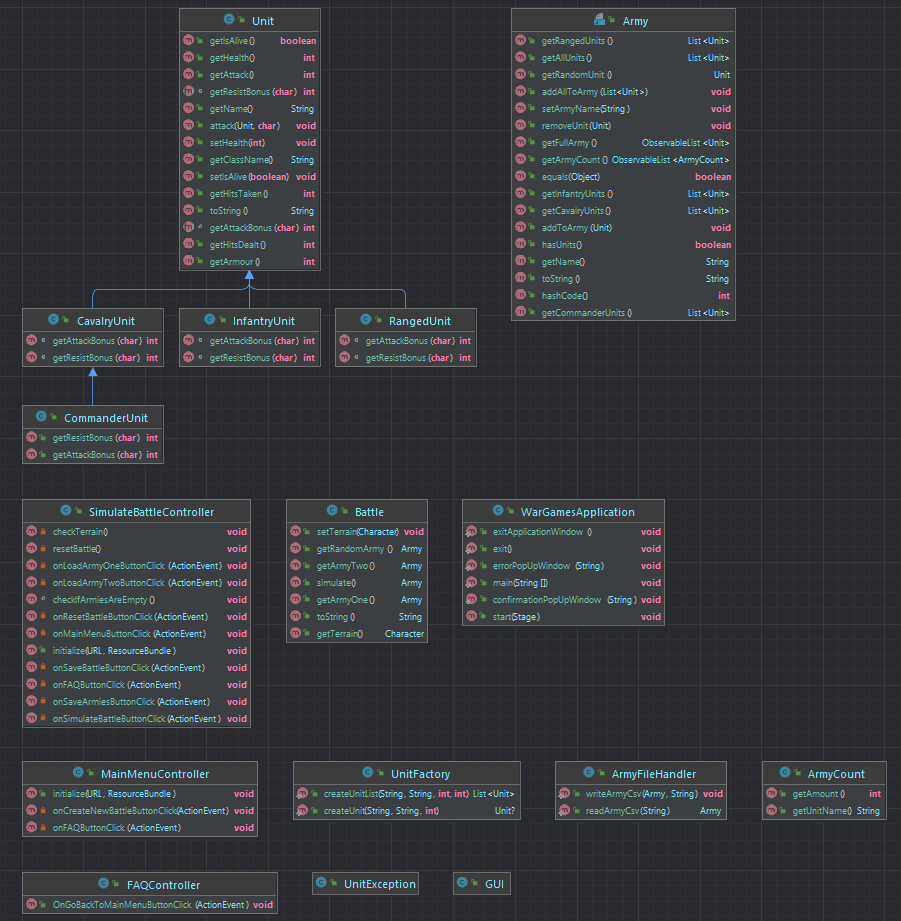 Unit
getIsAlive() boolean
getHealth() int
getAttack() int
getResistBonus (char) int
getName() String
attack(Unit, char) void
setHealth(int) void
getClassName() String
setIsAlive(boolean) void
getHitsTaken() int
toString () String
getAttackBonus (char) int
getHitsDealt() int
getArmour() int
Army
getRangedUnits () List <Unit>
getAllUnits() List <Unit>
getRandomUnit () Unit
addAllToArmy (List<Unit>) void
setArmyName(String ) void
removeUnit(Unit) void
getFullArmy () ObservableList <Unit>
getArmyCount () ObservableList <ArmyCount>
equals(Object) boolean
getInfantryUnits () List <Unit>
getCavalryUnits() List <Unit>
addToArmy (Unit) void
hasUnits() boolean
getName() String
toString () String
hashCode() int
getCommanderUnits () List <Unit>
CavalryUnit
getAttackBonus (char) int
getResistBonus (char) int
InfantryUnit
getAttackBonus (char) int
getResistBonus (char) int
RangedUnit
getAttackBonus (char) int
getResistBonus (char) int
CommanderUnit
getResistBonus (char) int
getAttackBonus (char) int
SimulateBattleController
checkTerrain() void
resetBattle() void
onLoadArmyOneButtonClick (ActionEvent) void
onLoadArmyTwoButtonClick (ActionEvent) void
checkIfArmiesAreEmpty () void
onResetBattleButtonClick (ActionEvent) void
onMainMenuButtonClick (ActionEvent) void
initialize(URL, ResourceBundle ) void
onSaveBattleButtonClick (ActionEvent) void
onFAQButtonClick (ActionEvent) void
onSaveArmiesButtonClick (ActionEvent) void
onSimulateBattleButtonClick (ActionEvent ) void
Battle
setTerrain(Character) void
getRandomArmy () Army
getArmyTwo() Army
simulate() Army
getArmyOne() Army
toString () String
getTerrain() Character
WarGamesApplication
exitApplicationWindow () void
exit() void
errorPopUpWindow (String) void
main(String []) void
confirmationPopUpWindow (String ) void
start(Stage) void
MainMenuController
initialize(URL, ResourceBundle ) void
onCreateNewBattleButtonClick(ActionEvent) void
onFAQButtonClick (ActionEvent) void
UnitFactory
createUnitList(String, String, int, int) List <Unit>
createUnit(String, String, int) Unit?
ArmyFileHandler
writeArmyCsv(Army, String) void
readArmyCsv(String) Army
ArmyCount
getAmount() int
getUnitName() String
FAQController
OnGoBackToMainMenuButtonClick (ActionEvent ) void
UnitException
GUI